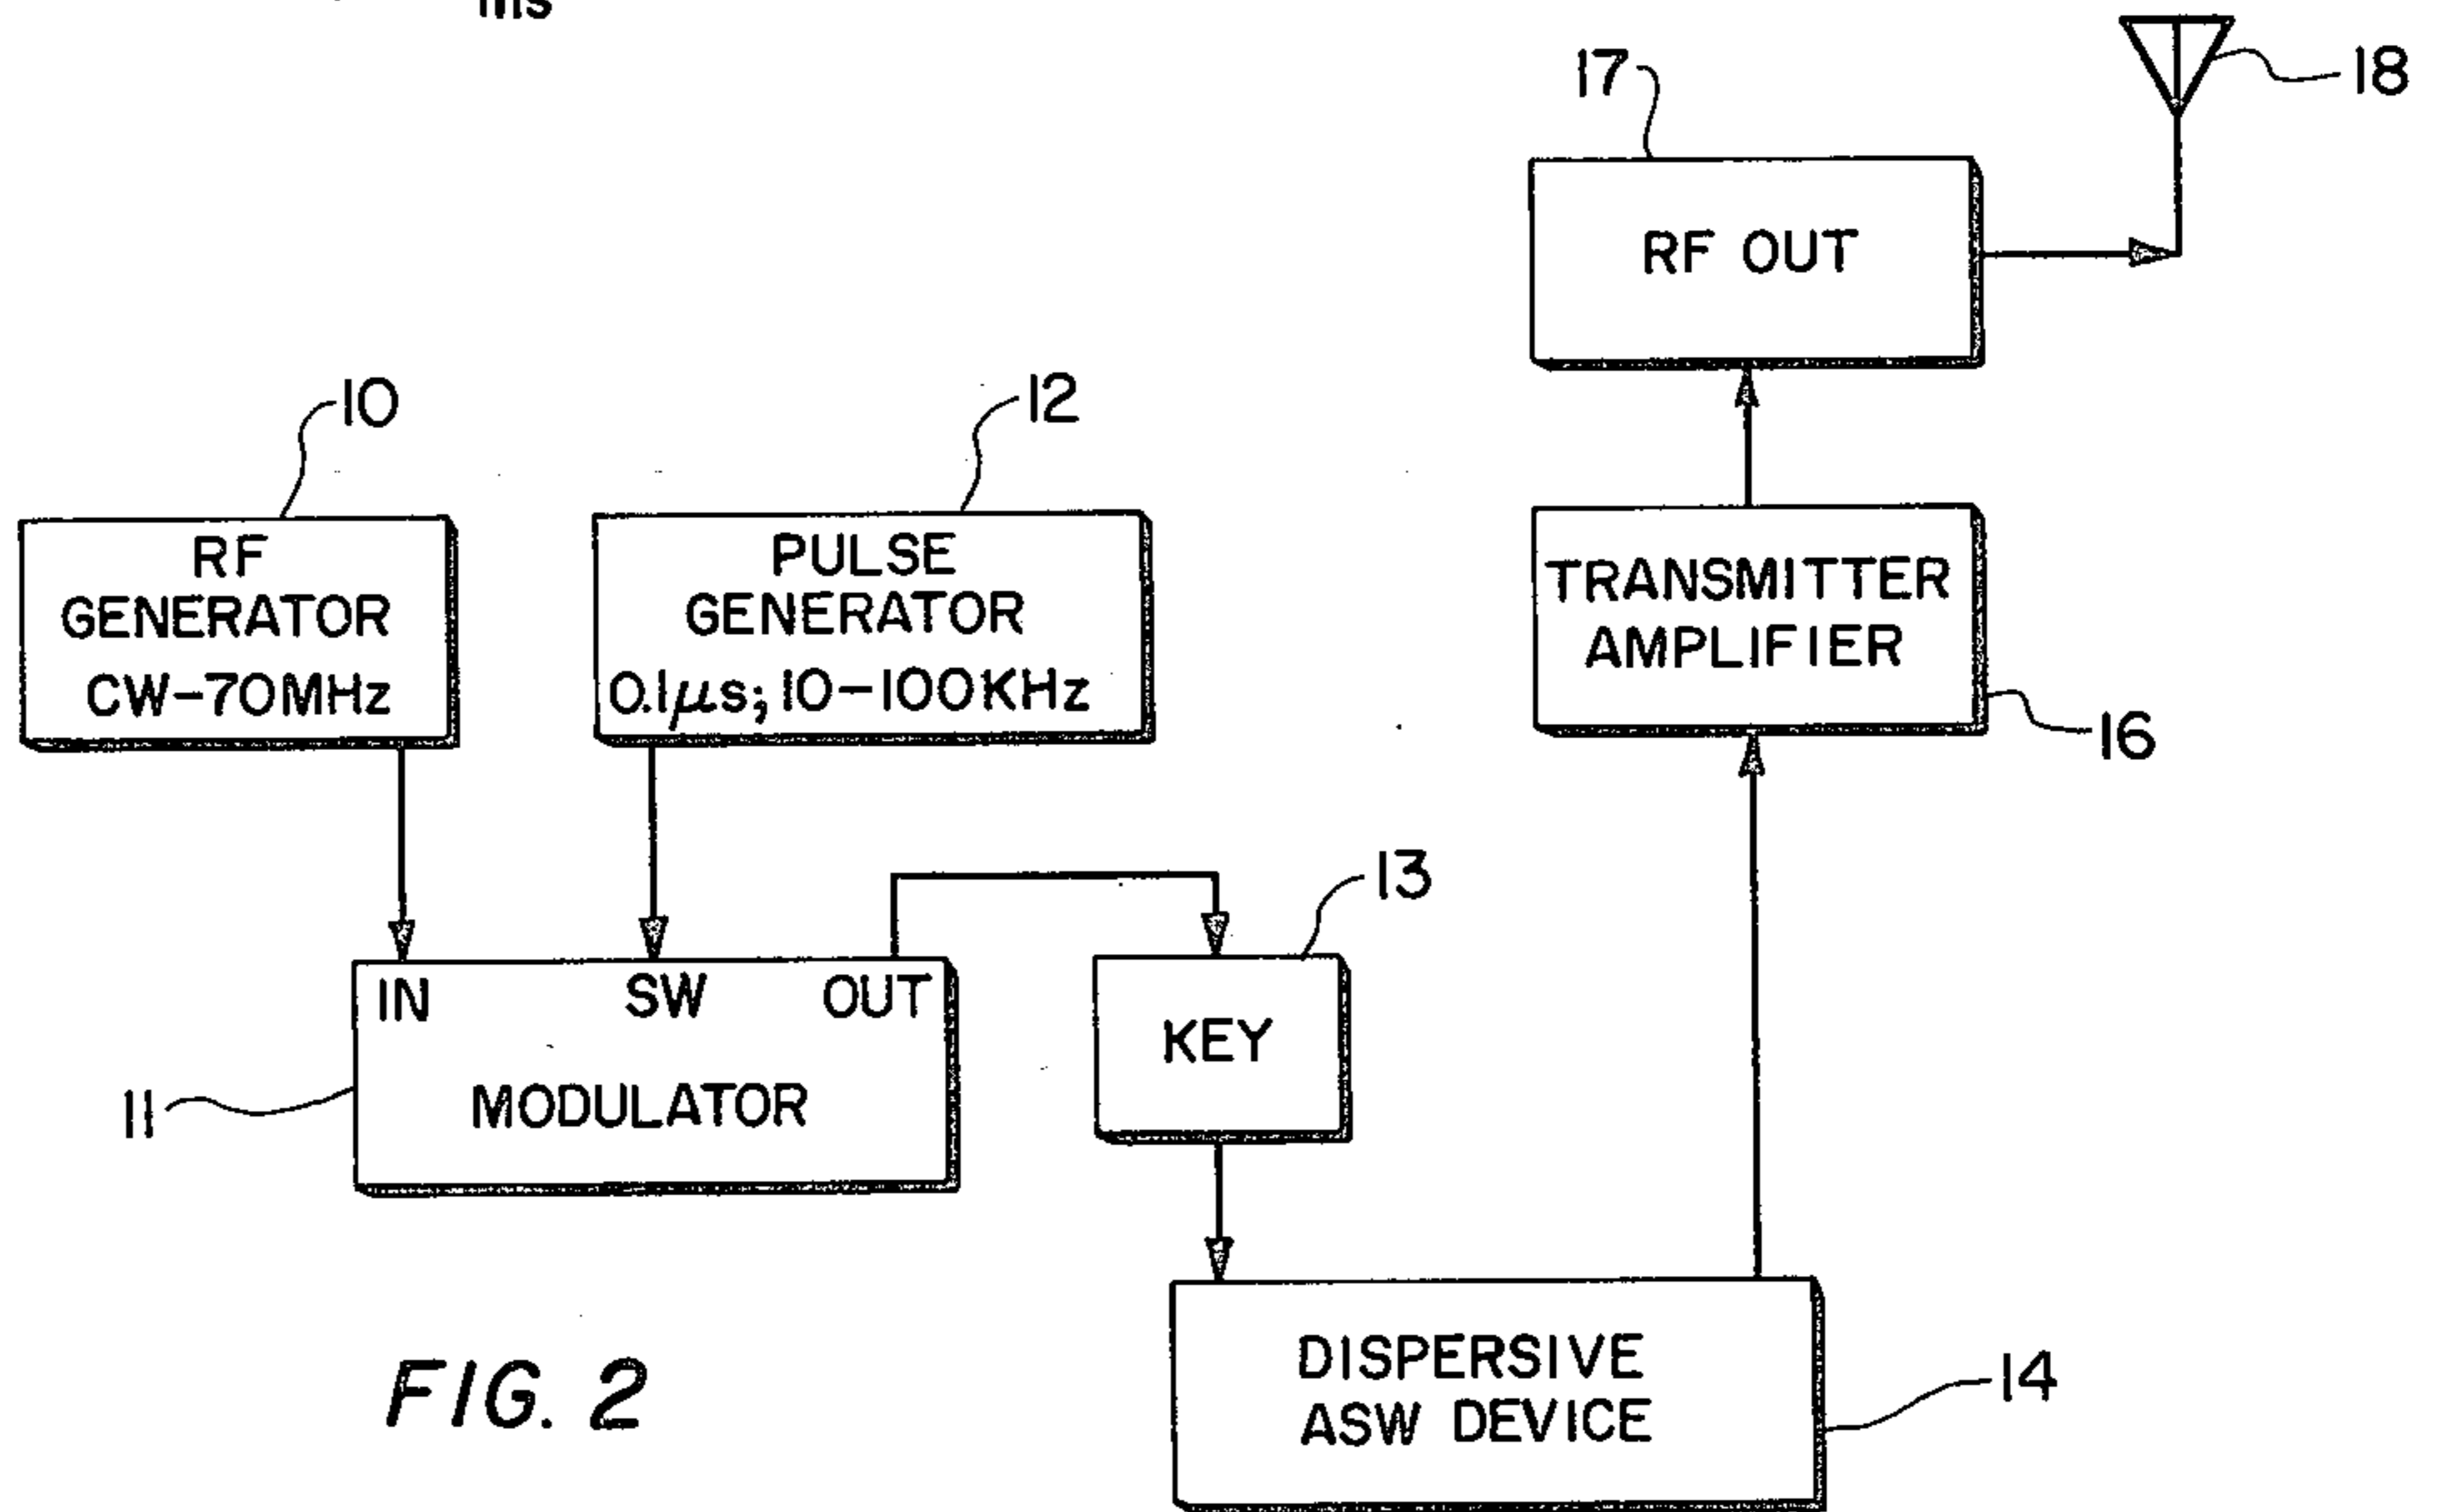 ms
17
18
RF OUT
10
12
RF
GENERATOR
CW-70MHz
PULSE
GENERATOR
0.1μs; 10-100KHz
TRANSMITTER
AMPLIFIER
16
13
IN SW OUT
MODULATOR
11
KEY
DISPERSIVE
ASW DEVICE
14
FIG. 2